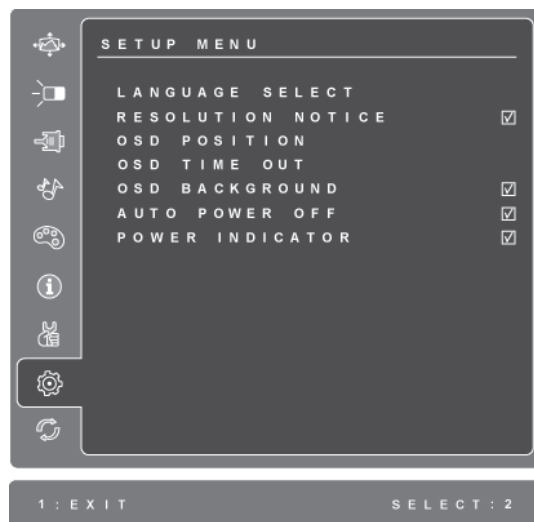 SETUP MENU
LANGUAGE SELECT
RESOLUTION NOTICE
OSD POSITION
OSD TIME OUT
OSD BACKGROUND
AUTO POWER OFF
POWER INDICATOR
1:EXIT SELECT:2